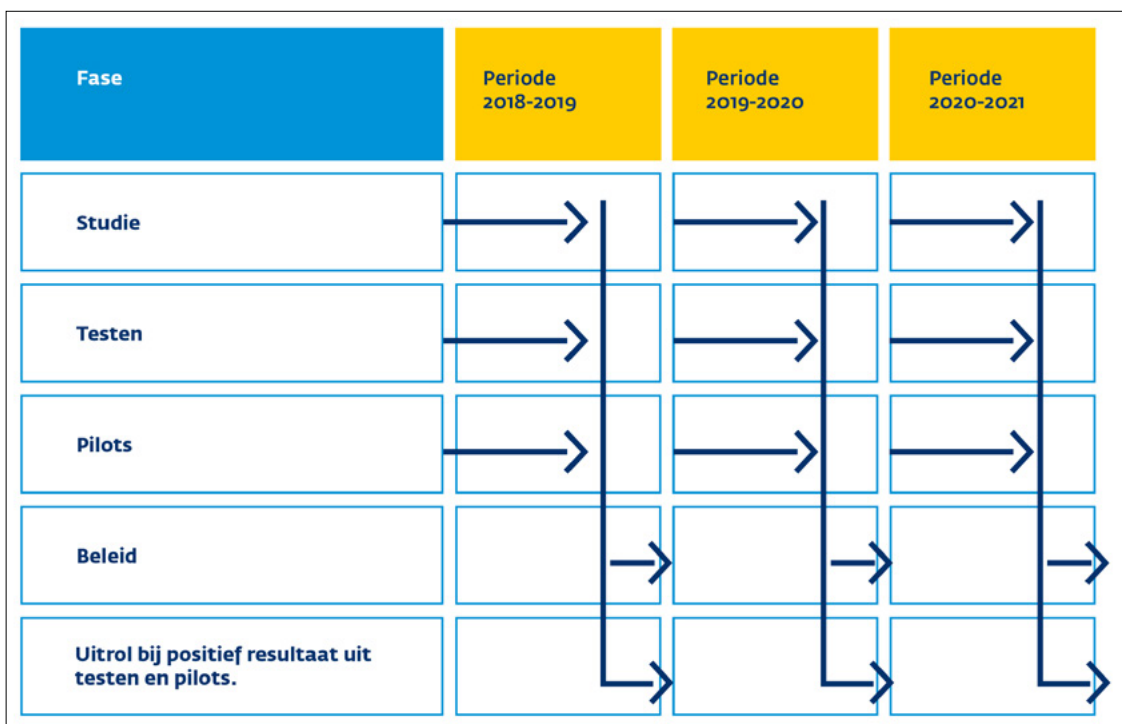 Fase
Periode
2018-2019
Periode
2019-2020
Periode
2020-2021
Studie
Testen
Pilots
Beleid
Uitrol bij positief resultaat uit
testen en pilots.